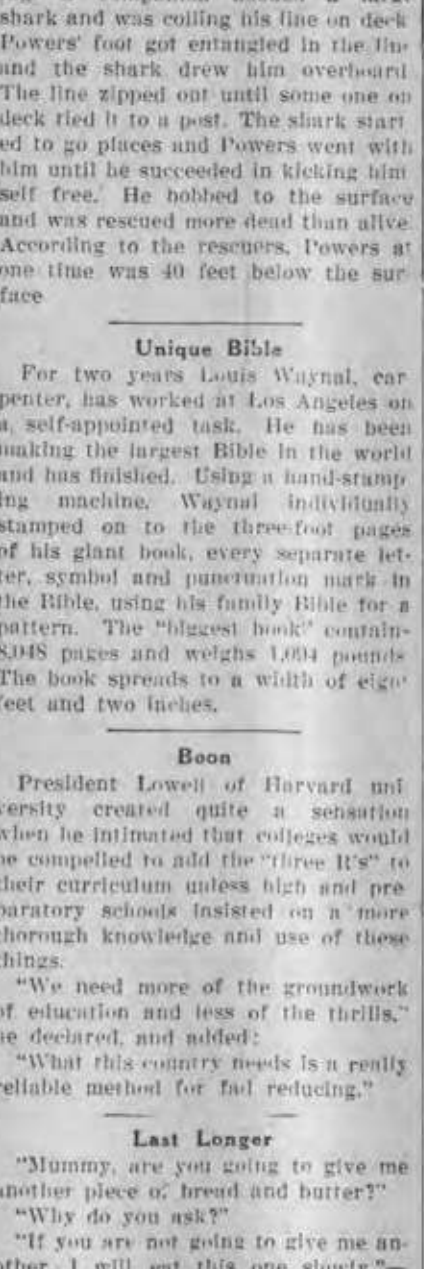 shark and was coiling his line on deck
Powers' foot got entangled in the line
and the shark drew him overboard
The line zipped out until some one on
deck tied it to a post. The shark start
ed to go places and Powers went with
him until he succeeded in kicking him
self free. He bobbed to the surface
and was rescued more dead than alive.
According to the rescuers, Powers at
one time was 40 feet below the sur
face
Unique Bible
For two years Louis Waynal, car
penter, has worked at Los Angeles on
a self-appointed task. He has been
making the largest Bible in the world
and has finished. Using a hand-stamp
ing machine, Waynal individually
stamped on to the three-foot pages
of his giant book, every separate let-
ter, symbol and punctuation mark in
the Bible, using his family Bible for a
pattern. The "biggest book" contain-
8,048 pages and weighs 1,094 pounds
The book spreads to a width of eight
feet and two inches.
Boon
President Lowell of Harvard uni
versity created quite a sensation
when he intimated that colleges would
be compelled to add the "three R's" to
their curriculum unless high and pre
paratory schools insisted on a more
thorough knowledge and use of these
things.
"We need more of the groundwork
of education and less of the thrills,"
he declared, and added:
"What this country needs is a really
reliable method for fad reducing."
Last Longer
"Mummy, are you going to give me
another piece of bread and butter?"
"Why do you ask?"
"If you are not going to give me an-
other, I will eat this one slowly."—